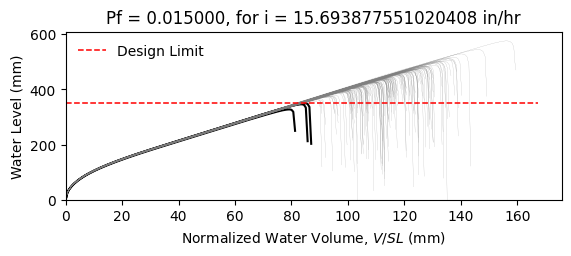 Pf = 0.015000, for i = 15.693877551020408 in/hr
Design Limit
Water Level (mm)
600
400
200
0
0 20 40 60 80 100 120 140 160
Normalized Water Volume, V/SL (mm)